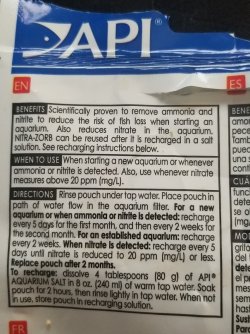 API®
EN
ES
BENEFITS Scientifically proven to remove ammonia and
nitrite to reduce the risk of fish loss when starting an
aquarium. Also reduces nitrate in the aquarium.
NITRA-ZORB can be reused after it is recharged in a salt
solution. See recharging instructions below.
WHEN TO USE When starting a new aquarium or whenever
ammonia or nitrite is detected. Also, use whenever nitrate
measures above 20 ppm (mg/L).
DIRECTIONS Rinse pouch under tap water. Place pouch in
path of water flow in the aquarium filter. For a new
aquarium or when ammonia or nitrite is detected: recharge
every 5 days for the first month, and then every 2 weeks for
the second month. For an established aquarium: recharge
every 2 weeks. When nitrate is detected: recharge every 5
days until nitrate is reduced to 20 ppm (mg/L) or less.
Replace pouch after 2 months.
To recharge: dissolve 4 tablespoons (80 g) of API®
AQUARIUM SALT in 8 oz. (240 ml) of warm tap water. Soak
pouch for 2 hours, then rinse lightly in tap water. When not
in use, store pouch in recharging solution.
FR